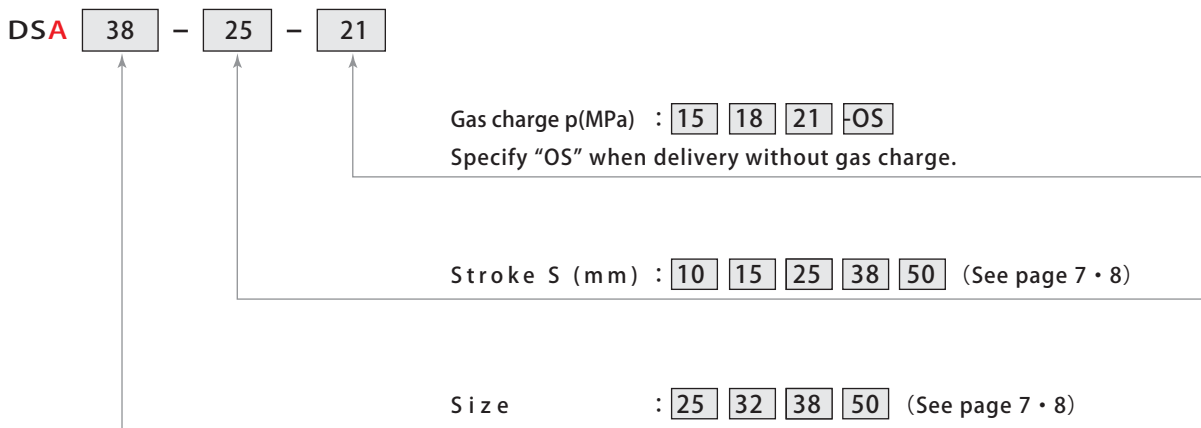 DSA 38 – 25 – 21
Gas charge p(MPa) : 15 18 21 -OS
Specify “OS” when delivery without gas charge.
Stroke S (mm) : 10 15 25 38 50 (See page 7・8)
Size : 25 32 38 50 (See page 7・8)